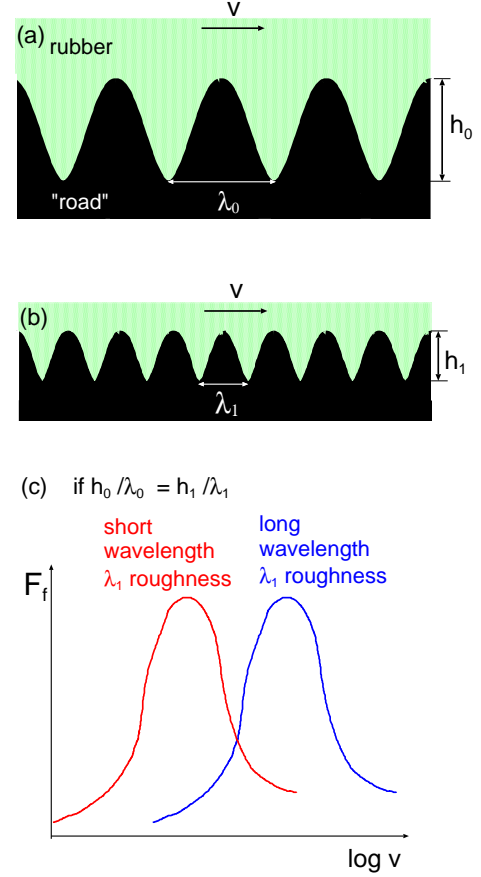 v
(a)
rubber
h₀
"road"
λ₀
v
(b)
h₁
λ₁
(c) if h₀ /λ₀ = h₁ /λ₁
short
wavelength
λ₁ roughness
long
wavelength
λ₁ roughness
F_f
log v